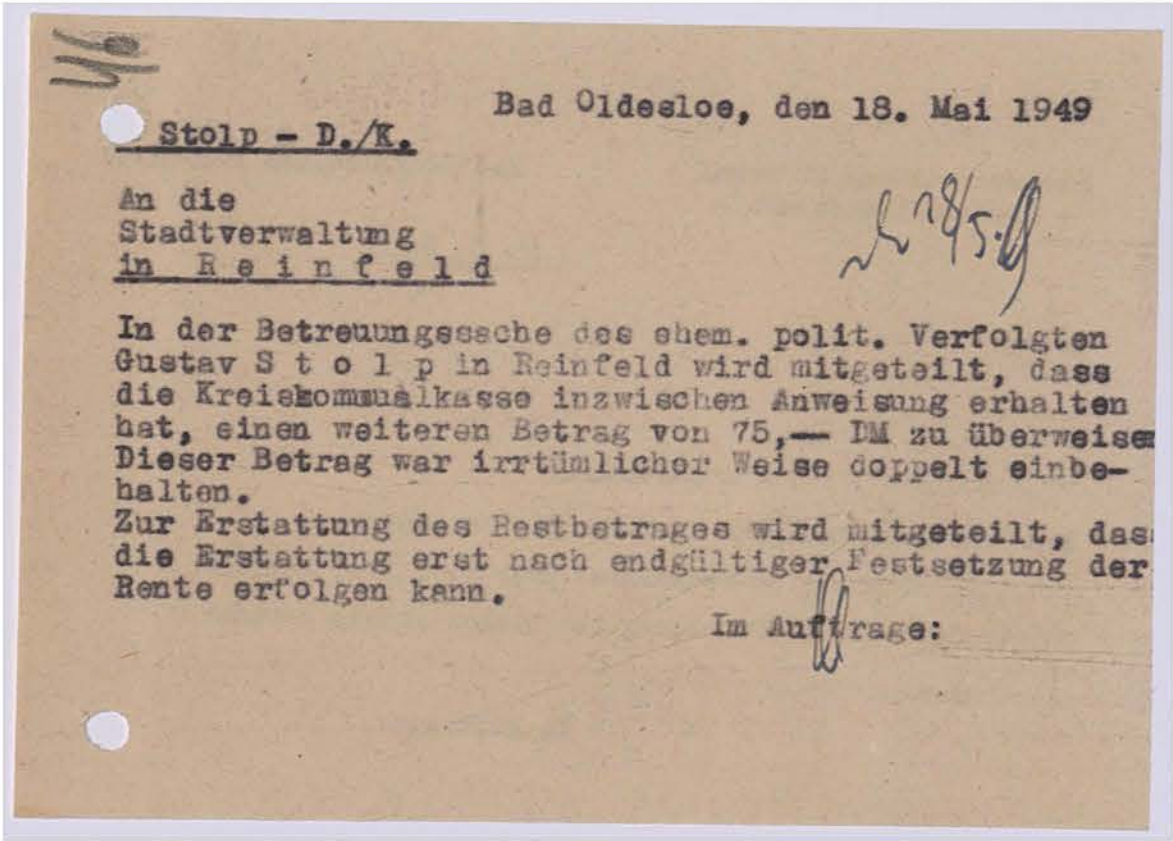 Bad Oldesloe, den 18. Mai 1949
Stolp - D./K.
An die
Stadtverwaltung
in R e i n f e l d
18/5.
In der Betreuungssache des ehem. polit. Verfolgten
Gustav S t o l p in Reinfeld wird mitgeteilt, dass
die Kreiskommualkasse inzwischen Anweisung erhalten
hat, einen weiteren Betrag von 75,-- DM zu überweisen
Dieser Betrag war irrtümlicher Weise doppelt einbe-
halten.
Zur Erstattung des Restbetrages wird mitgeteilt, dass
die Erstattung erst nach endgültiger Festsetzung der
Rente erfolgen kann.
Im Auftrage: